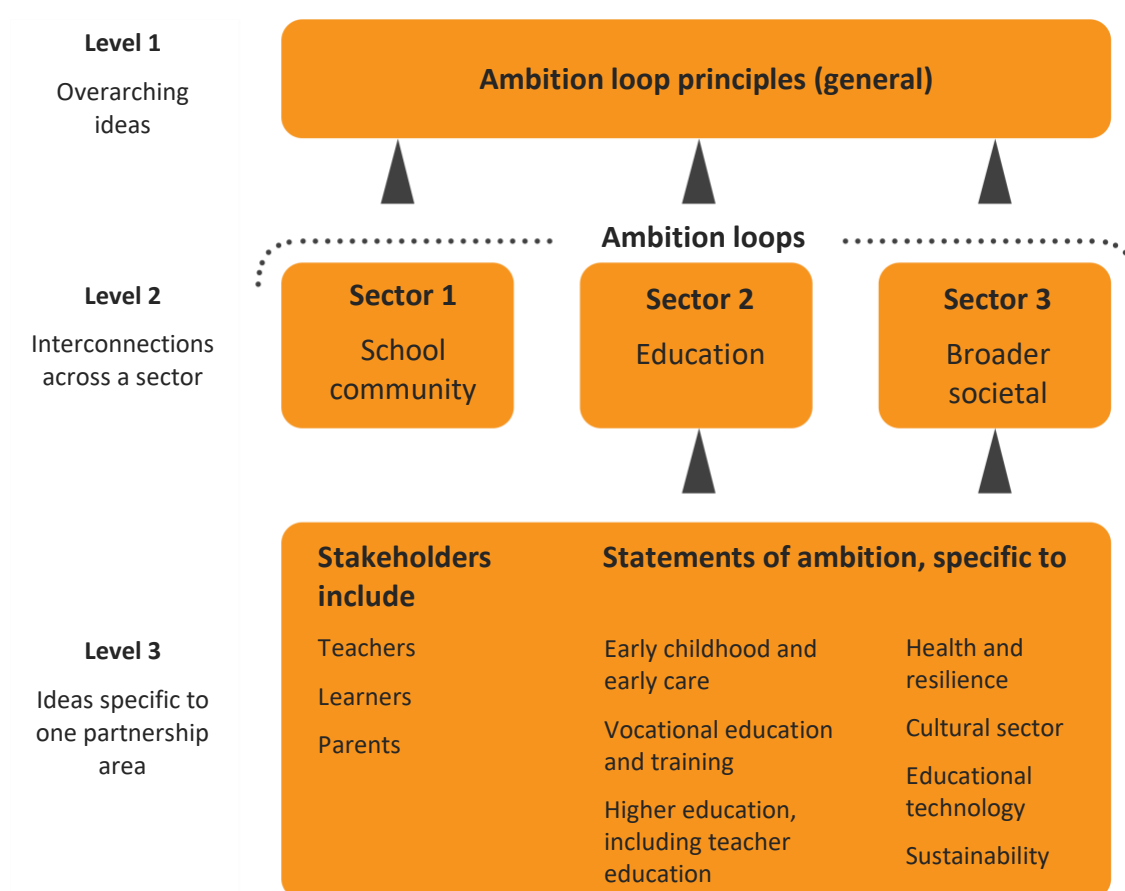 Level 1
Overarching
ideas
Ambition loop principles (general)
Ambition loops
Level 2
Interconnections
across a sector
Sector 1
School
community
Sector 2
Education
Sector 3
Broader
societal
Level 3
Ideas specific to
one partnership
area
Stakeholders
include
Teachers
Learners
Parents
Statements of ambition, specific to
Early childhood and
early care
Vocational education
and training
Higher education,
including teacher
education
Health and
resilience
Cultural sector
Educational
technology
Sustainability